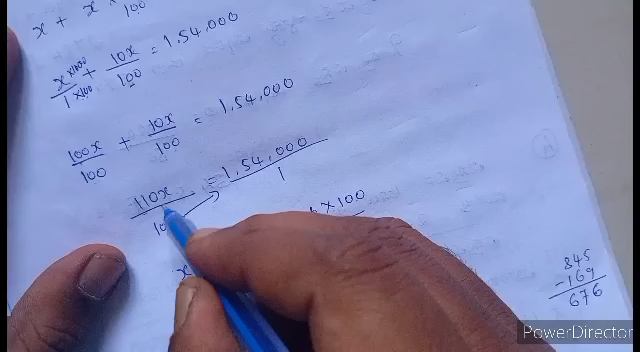 x + x × 10/100
x×100/1×100 + 10x/100 = 1,54,000
100x/100 + 10x/100 = 1,54,000
110x/10 = 1,54,000/1
×100
x
845
-169
676
PowerDirector